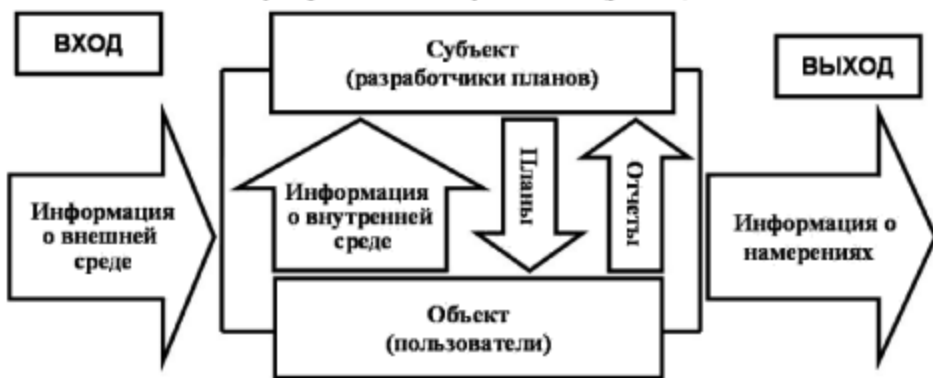 ВХОД
Субъект
(разработчики планов)
ВЫХОД
Информация
о внешней
среде
Информация
о внутренней
среде
Планы
Отчеты
Информация о
намерениях
Объект
(пользователи)